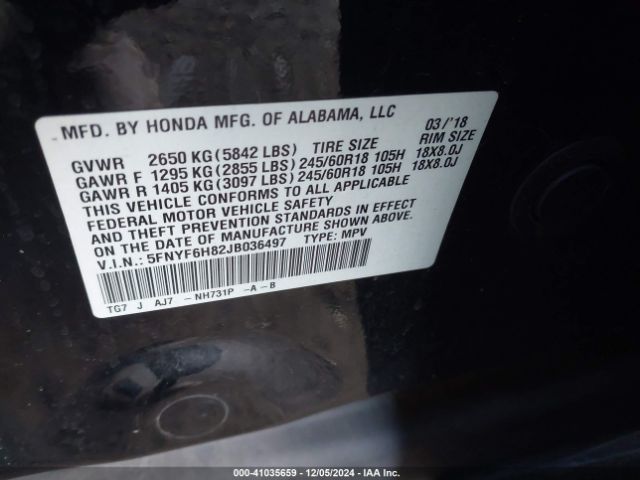 MFD. BY HONDA MFG. OF ALABAMA, LLC 03/'18
GVWR 2650 KG (5842 LBS) TIRE SIZE RIM SIZE
GAWR F 1295 KG (2855 LBS) 245/60R18 105H 18X8.0J
GAWR R 1405 KG (3097 LBS) 245/60R18 105H 18X8.0J
THIS VEHICLE CONFORMS TO ALL APPLICABLE
FEDERAL MOTOR VEHICLE SAFETY
AND THEFT PREVENTION STANDARDS IN EFFECT
ON THE DATE OF MANUFACTURE SHOWN ABOVE.
V.I.N.: 5FNYF6H82JB036497 TYPE: MPV
TG7 J AJ7 -NH731P -A -B
000-41035659 - 12/05/2024 - IAA Inc.